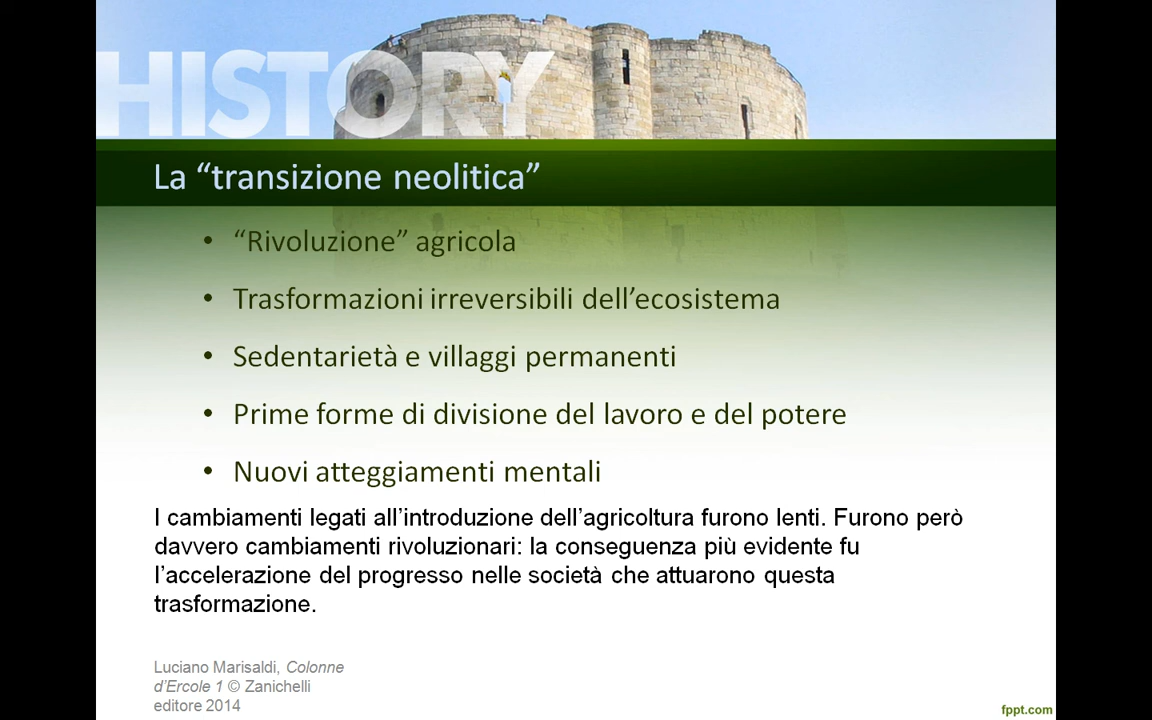 HISTORY
La “transizione neolitica”
• “Rivoluzione” agricola
• Trasformazioni irreversibili dell’ecosistema
• Sedentarietà e villaggi permanenti
• Prime forme di divisione del lavoro e del potere
• Nuovi atteggiamenti mentali
I cambiamenti legati all’introduzione dell’agricoltura furono lenti. Furono però
davvero cambiamenti rivoluzionari: la conseguenza più evidente fu
l’accelerazione del progresso nelle società che attuarono questa
trasformazione.
Luciano Marisaldi, Colonne
d’Ercole 1 © Zanichelli
editore 2014
fppt.com